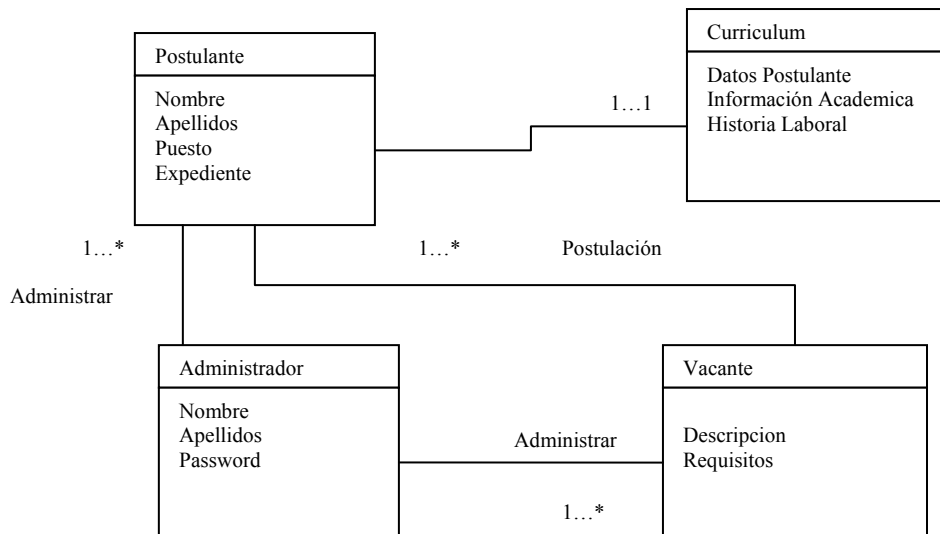 Postulante
Nombre
Apellidos
Puesto
Expediente
Curriculum
Datos Postulante
Información Academica
Historia Laboral
1…1
1…*
1…*
Postulación
Administrar
Administrador
Nombre
Apellidos
Password
Administrar
1…*
Vacante
Descripcion
Requisitos